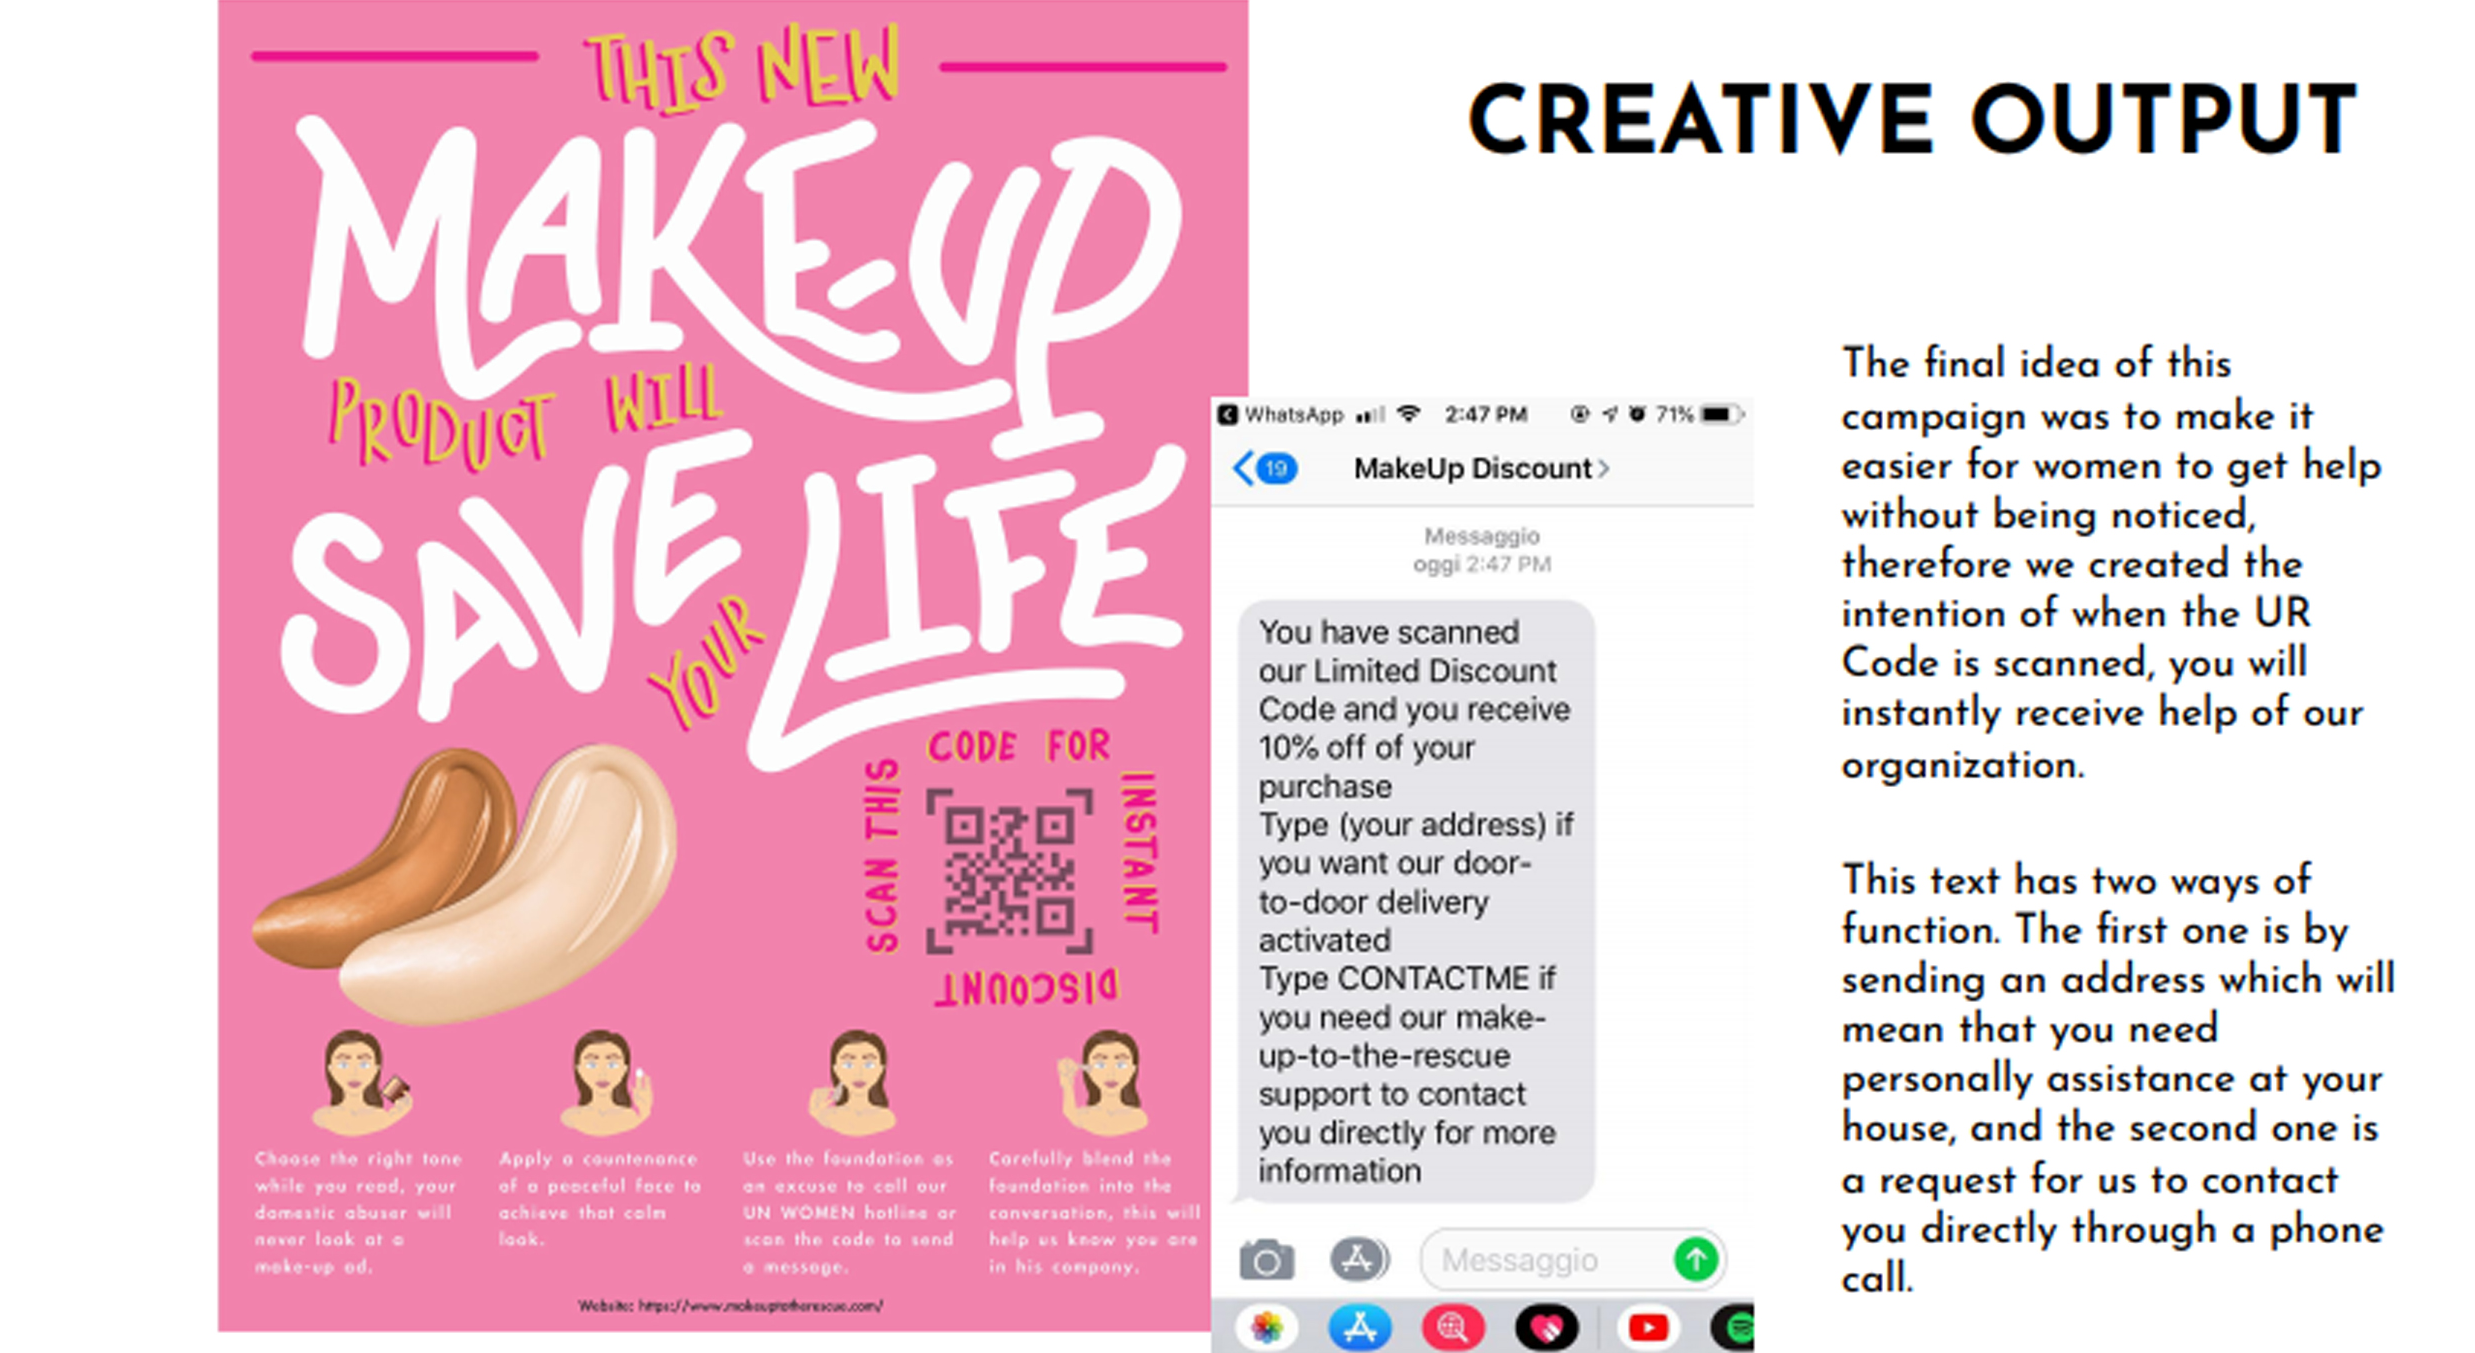 THIS NEW
MAKE-UP
PRODUCT WILL
SAVE
YOUR
LIFE
SCAN THIS
CODE FOR
INSTANT
DISCOUNT
Choose the right tone
while you read, your
domestic abuser will
never look at a
make-up ad.
Apply a countenance
of a peaceful face to
achieve that calm
look.
Use the foundation as
an excuse to call our
UN WOMEN hotline or
scan the code to send
a message.
Carefully blend the
foundation into the
conversation, this will
help us know you are
in his company.
Website: https://www.makeuptotherescue.com/
WhatsApp 2:47 PM 71%
19 MakeUp Discount
Messaggio
oggi 2:47 PM
You have scanned
our Limited Discount
Code and you receive
10% off of your
purchase
Type (your address) if
you want our door-
to-door delivery
activated
Type CONTACTME if
you need our make-
up-to-the-rescue
support to contact
you directly for more
information
Messaggio
CREATIVE OUTPUT
The final idea of this
campaign was to make it
easier for women to get help
without being noticed,
therefore we created the
intention of when the UR
Code is scanned, you will
instantly receive help of our
organization.
This text has two ways of
function. The first one is by
sending an address which will
mean that you need
personally assistance at your
house, and the second one is
a request for us to contact
you directly through a phone
call.